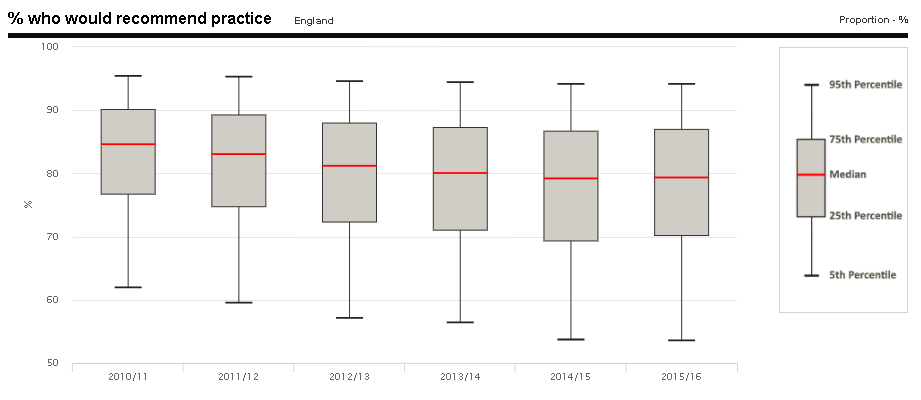 % who would recommend practice England Proportion - %
100
90
80
70
60
50
%
2010/11 2011/12 2012/13 2013/14 2014/15 2015/16
95th Percentile
75th Percentile
Median
25th Percentile
5th Percentile